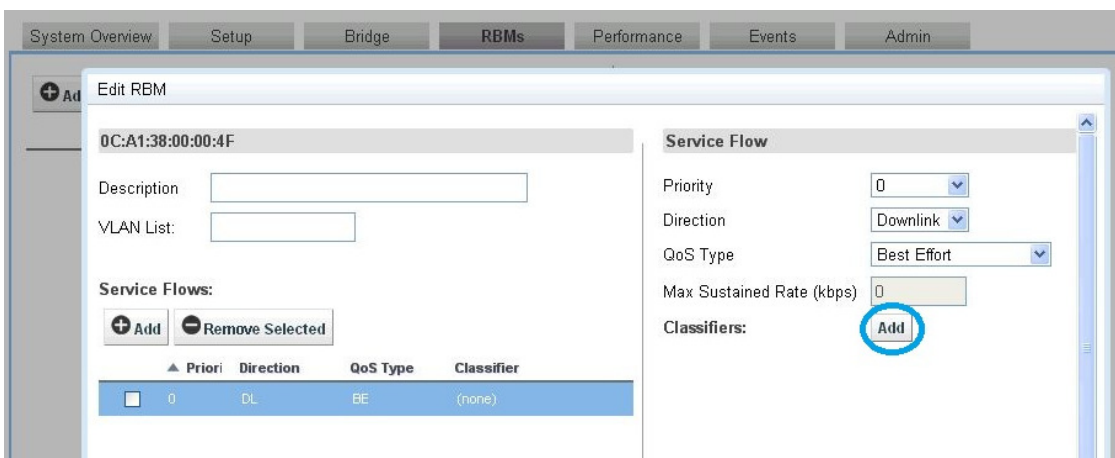 System Overview Setup Bridge RBMs Performance Events Admin
Ad
Edit RBM
0C:A1:38:00:00:4F
Description
VLAN List:
Service Flows:
Add Remove Selected
Priori Direction QoS Type Classifier
0 DL BE (none)
Service Flow
Priority 0
Direction Downlink
QoS Type Best Effort
Max Sustained Rate (kbps) 0
Classifiers: Add